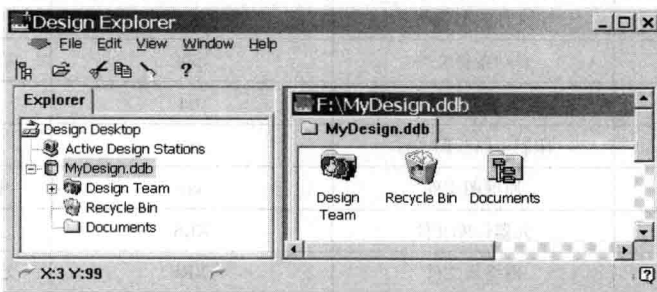 Design Explorer
File Edit View Window Help
?
Explorer
Design Desktop
Active Design Stations
MyDesign.ddb
Design Team
Recycle Bin
Documents
F:\MyDesign.ddb
MyDesign.ddb
Design Team
Recycle Bin
Documents
X:3 Y:99
?